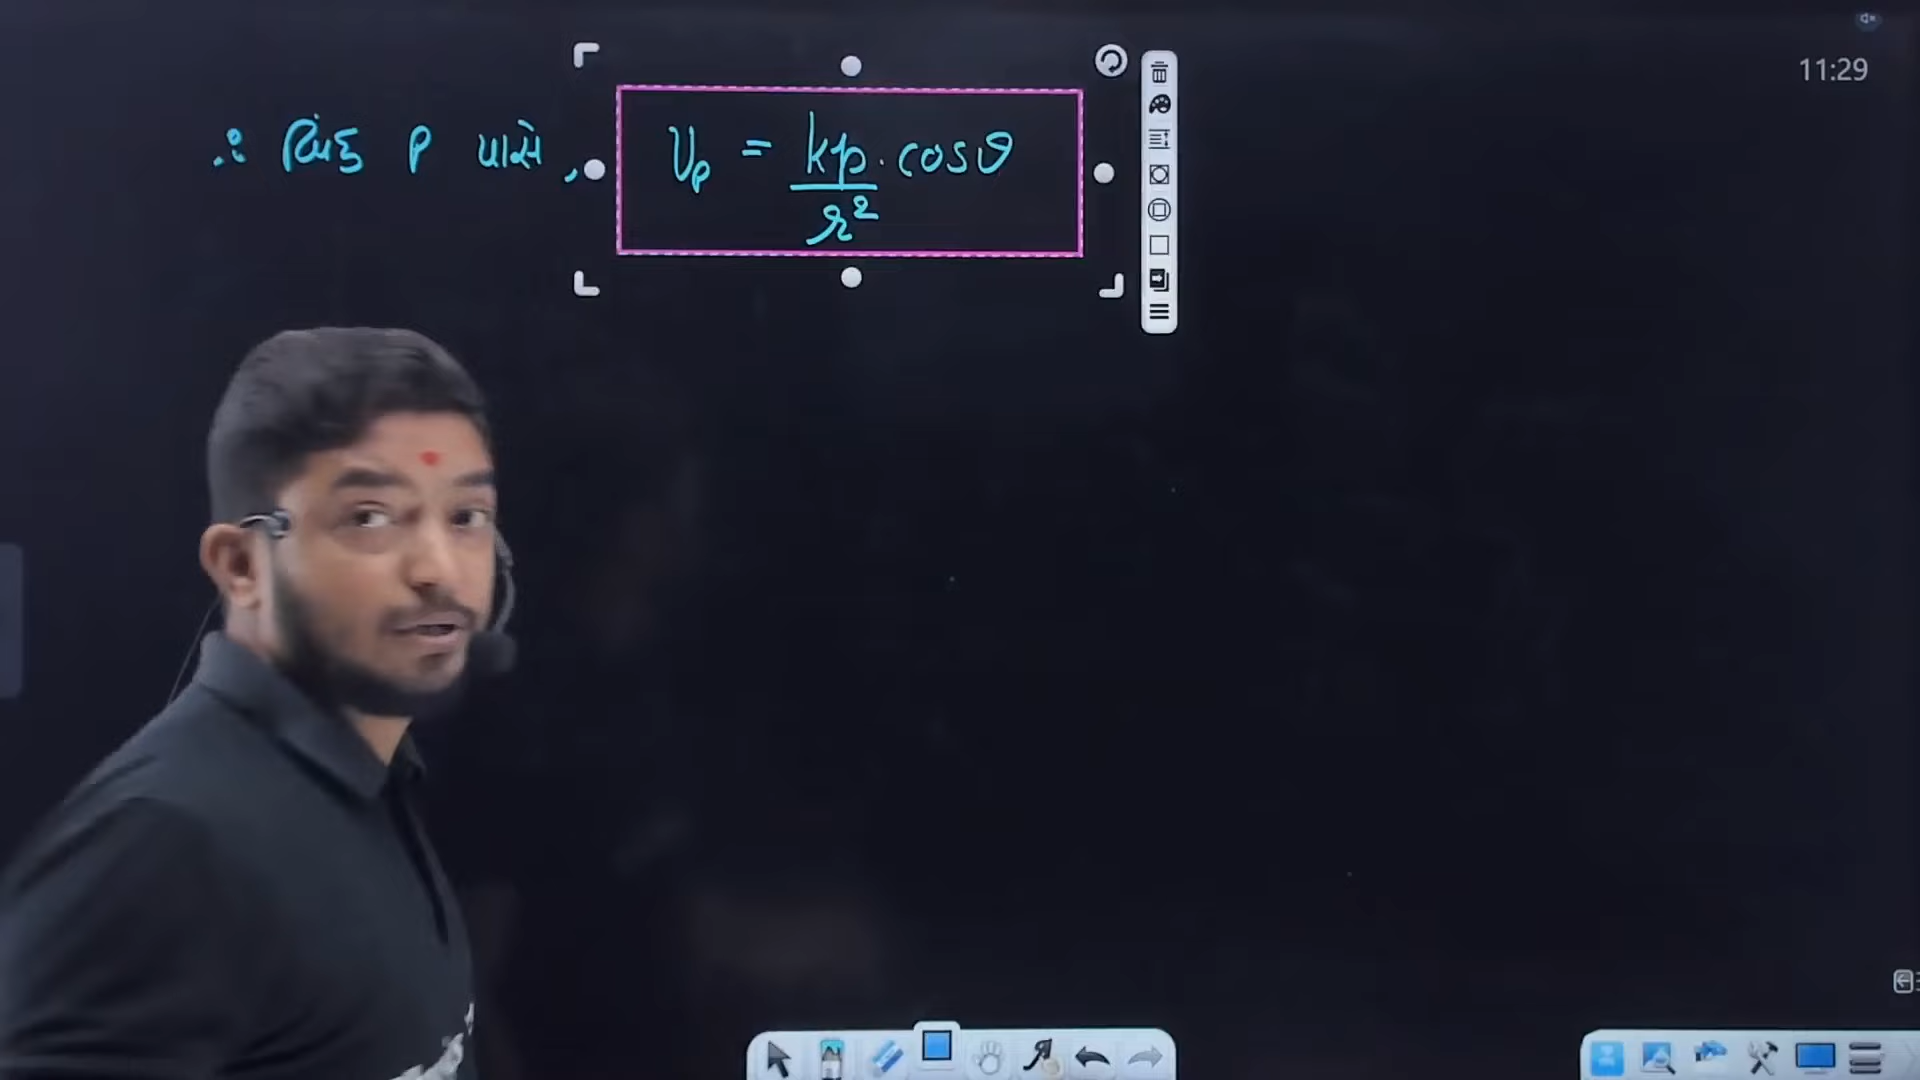 11:29
∴ બિંદુ P પાસે, Vp = kp/r² · cosθ